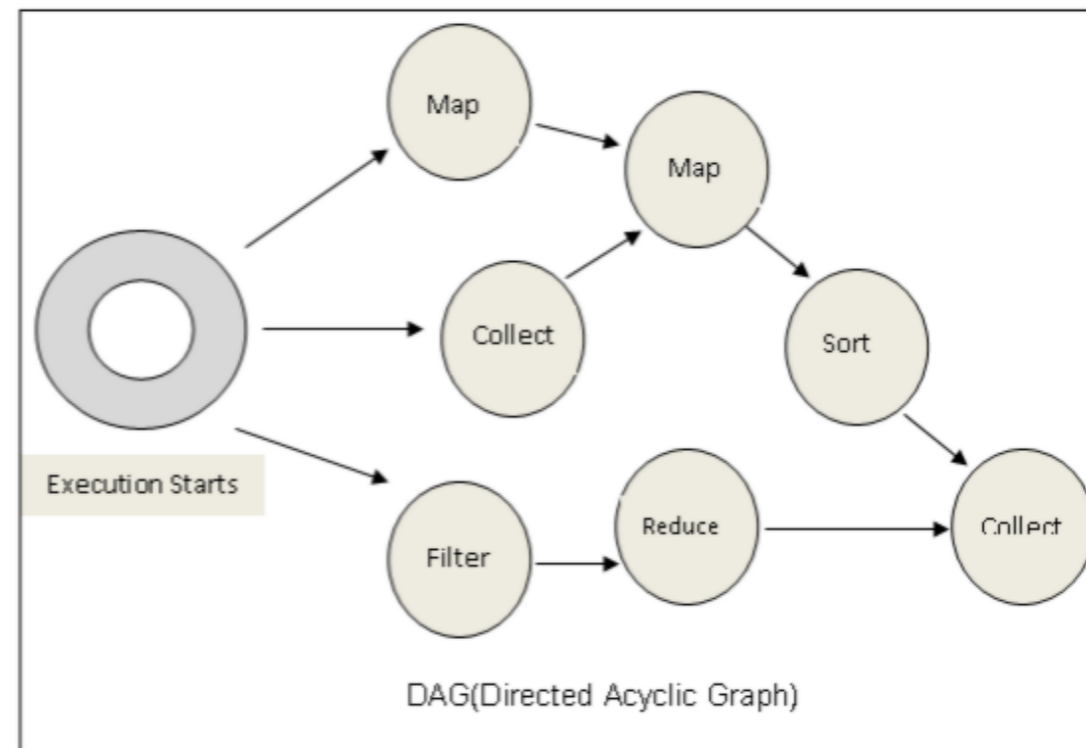 Map
Map
Collect
Sort
Execution Starts
Filter
Reduce
Collect
DAG(Directed Acyclic Graph)